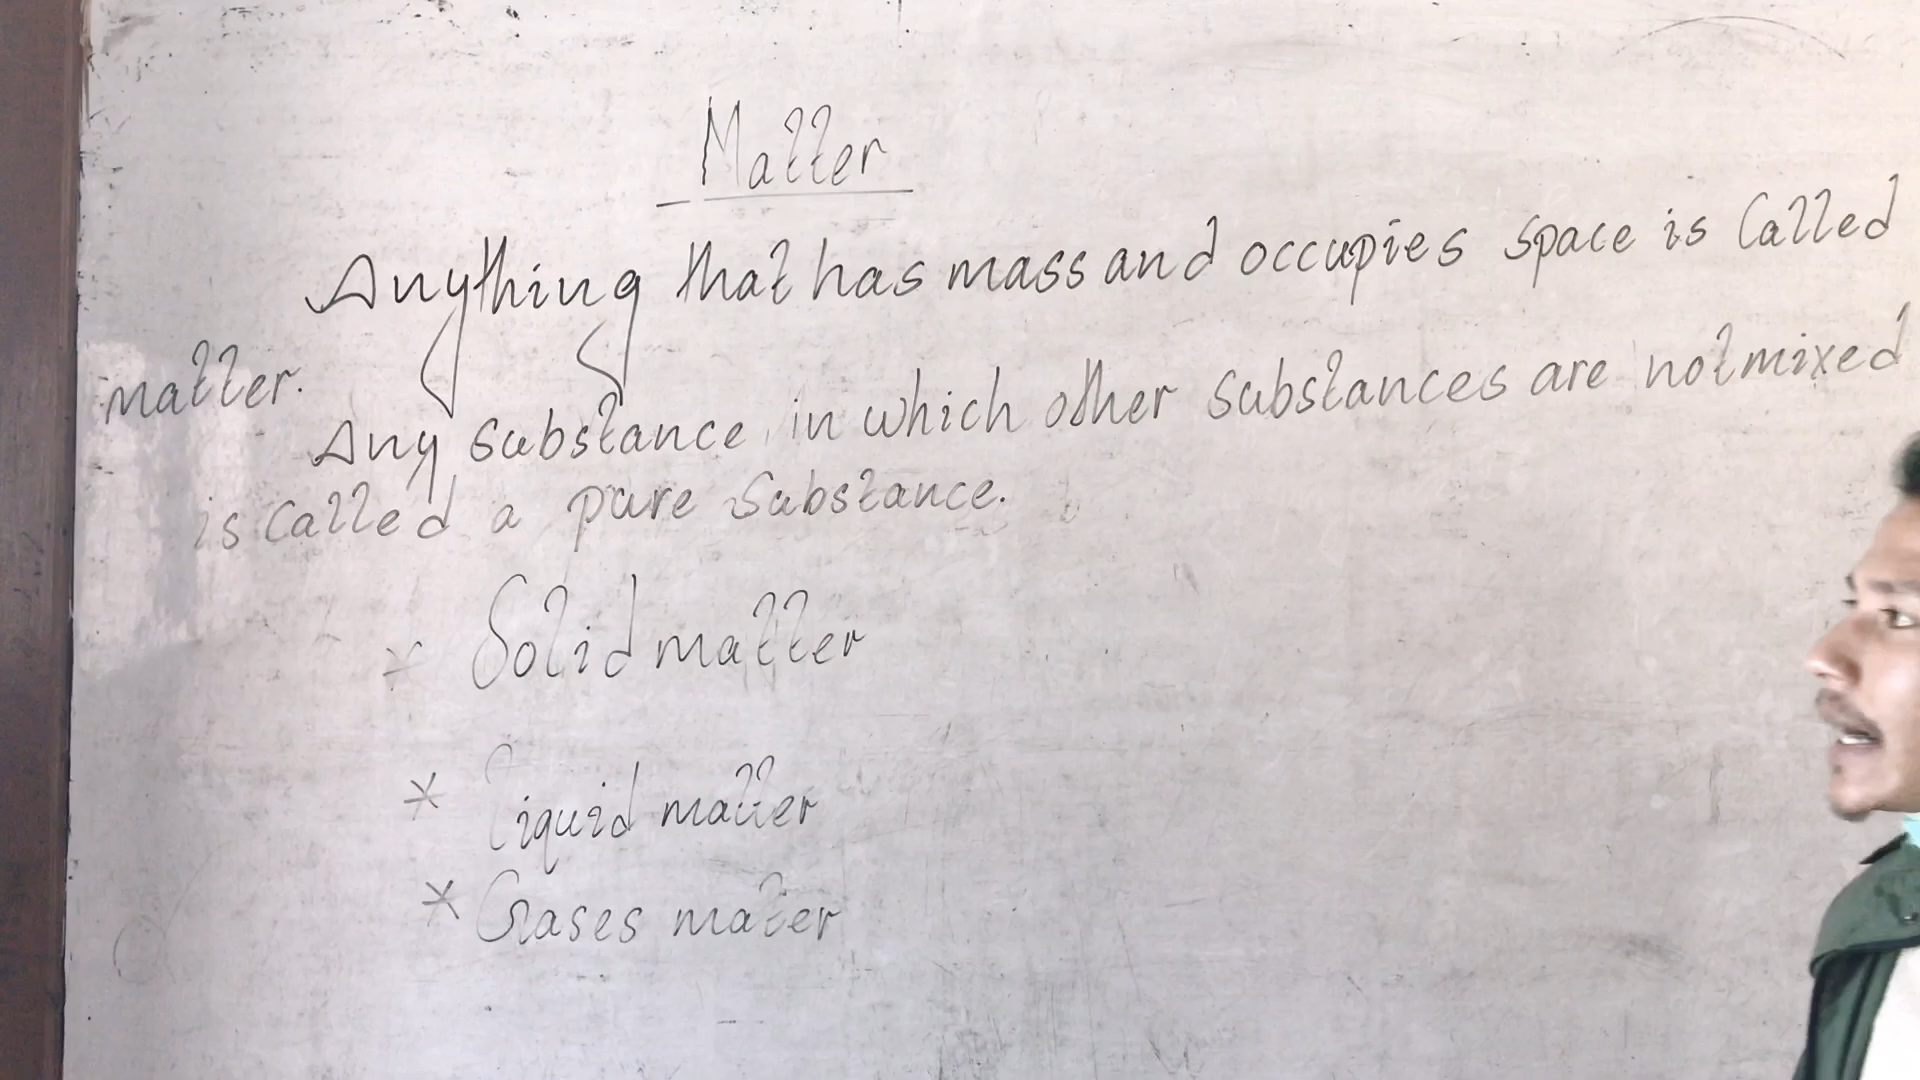 Matter
Anything that has mass and occupies space is Called
matter.
Any substance in which other substances are not mixed
is called a pure substance.
* Solid matter
* Liquid matter
* Gases mater